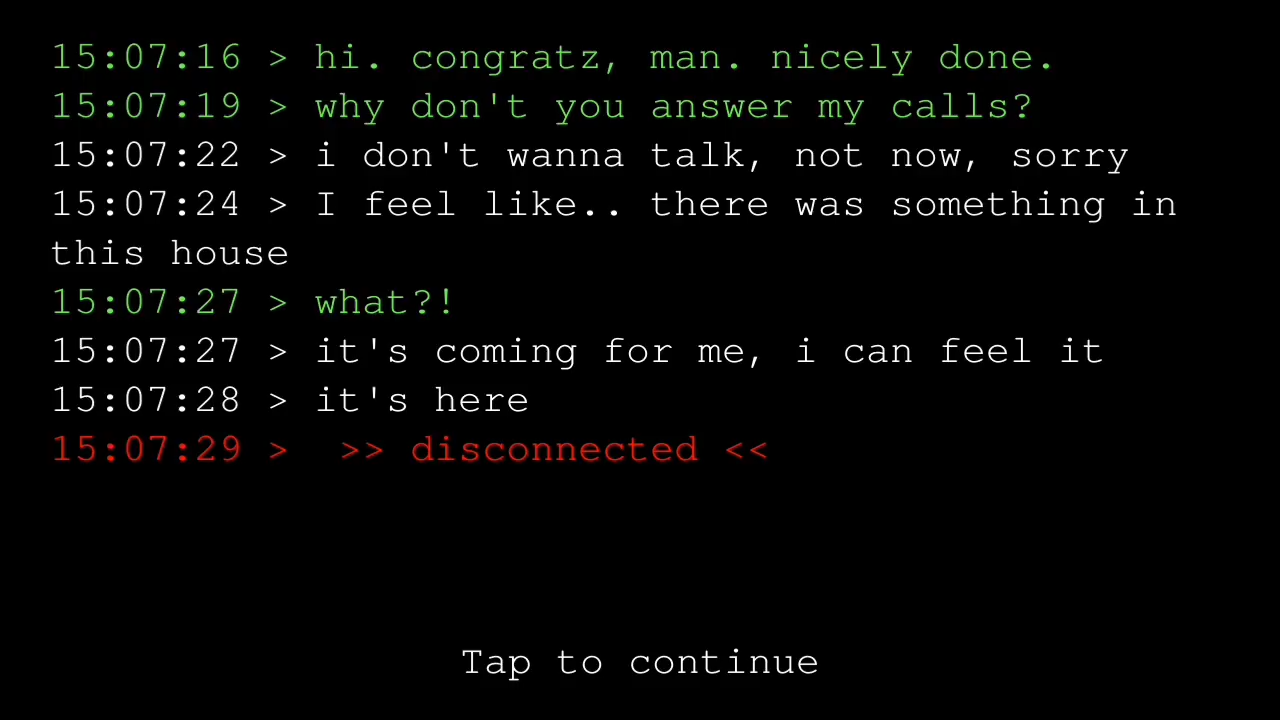 15:07:16 > hi. congratz, man. nicely done.
15:07:19 > why don't you answer my calls?
15:07:22 > i don't wanna talk, not now, sorry
15:07:24 > I feel like.. there was something in
this house
15:07:27 > what?!
15:07:27 > it's coming for me, i can feel it
15:07:28 > it's here
15:07:29 >  >> disconnected <<
Tap to continue